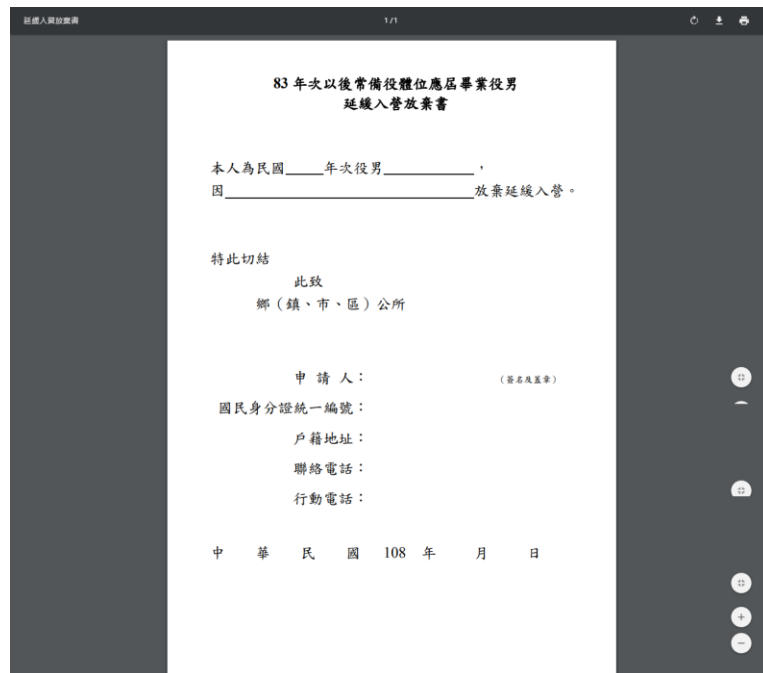 延緩入營放棄書
1/1
83 年次以後常備役體位應屆畢業役男
延緩入營放棄書
本人為民國_____年次役男____________,
因_________________________________放棄延緩入營。
特此切結
此致
鄉(鎮、市、區)公所
申 請 人:
(簽名及蓋章)
國民身分證統一編號:
戶籍地址:
聯絡電話:
行動電話:
中 華 民 國 108 年 月 日